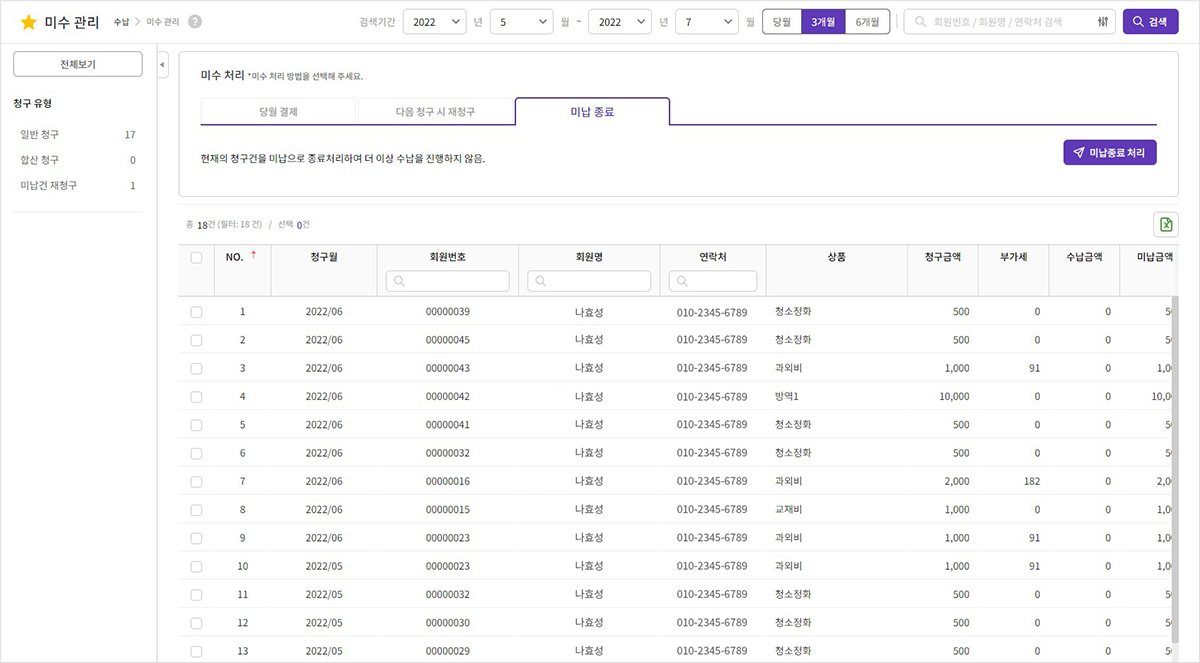 미수 관리 수납 > 미수 관리 ?
검색기간 2022 년 5 월 ~ 2022 년 7 월 당월 3개월 6개월 회원번호 / 회원명 / 연락처 검색 검색
전체보기
청구 유형
일반 청구 17
합산 청구 0
미납건 재청구 1
미수 처리 *미수 처리 방법을 선택해 주세요.
당월 결제 다음 청구 시 재청구 미납 종료
현재의 청구건을 미납으로 종료처리하여 더 이상 수납을 진행하지 않음.
미납종료 처리
총 18건 (필터: 18 건) / 선택 0건
NO. ↑ 청구월 회원번호 회원명 연락처 상품 청구금액 부가세 수납금액 미납금액
1 2022/06 00000039 나효성 010-2345-6789 청소정화 500 0 0 5
2 2022/06 00000045 나효성 010-2345-6789 청소정화 500 0 0 5
3 2022/06 00000043 나효성 010-2345-6789 과외비 1,000 91 0 1,0
4 2022/06 00000042 나효성 010-2345-6789 방역1 10,000 0 0 10,0
5 2022/06 00000041 나효성 010-2345-6789 청소정화 500 0 0 5
6 2022/06 00000032 나효성 010-2345-6789 청소정화 500 0 0 5
7 2022/06 00000016 나효성 010-2345-6789 과외비 2,000 182 0 2,0
8 2022/06 00000015 나효성 010-2345-6789 교재비 1,000 0 0 1,0
9 2022/06 00000023 나효성 010-2345-6789 과외비 1,000 91 0 1,0
10 2022/05 00000023 나효성 010-2345-6789 과외비 1,000 91 0 1,0
11 2022/05 00000032 나효성 010-2345-6789 청소정화 500 0 0 5
12 2022/05 00000030 나효성 010-2345-6789 청소정화 500 0 0 5
13 2022/05 00000029 나효성 010-2345-6789 청소정화 500 0 0 5